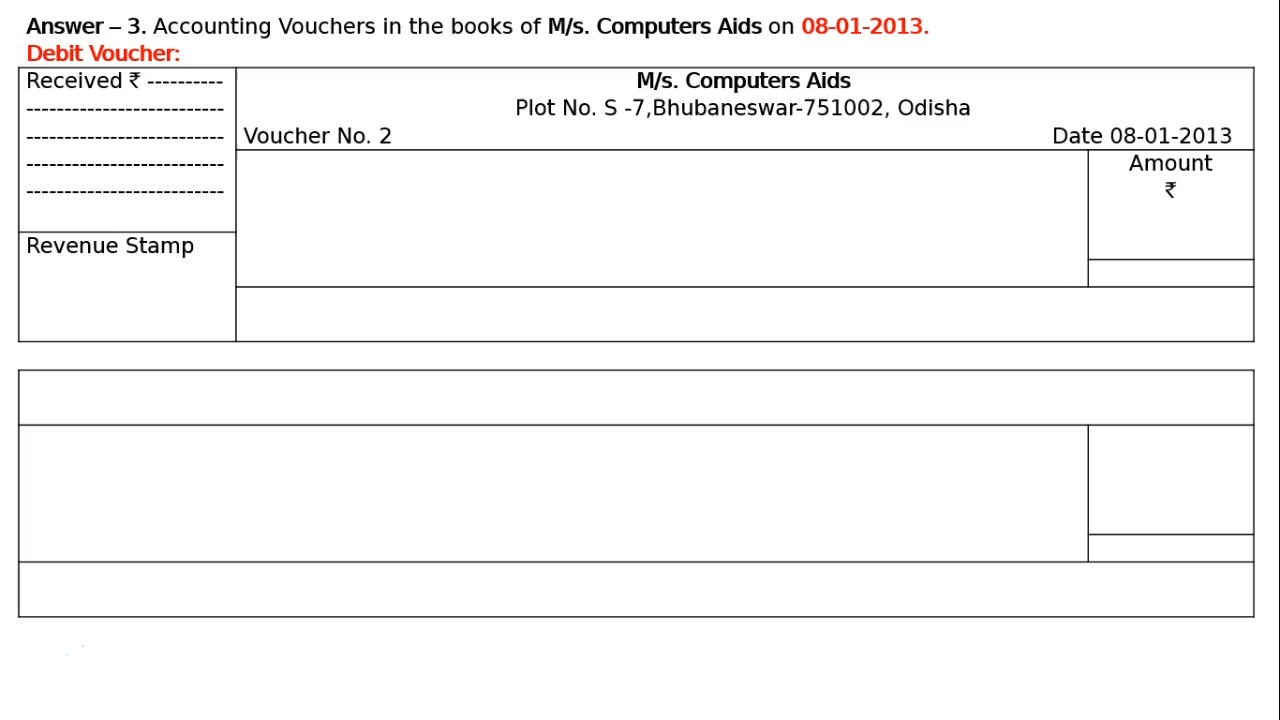 Answer – 3. Accounting Vouchers in the books of M/s. Computers Aids on 08-01-2013.
Debit Voucher:
Received ₹ ----------
--------------------------
--------------------------
--------------------------
--------------------------
Revenue Stamp
M/s. Computers Aids
Plot No. S -7,Bhubaneswar-751002, Odisha
Voucher No. 2 Date 08-01-2013
Amount
₹